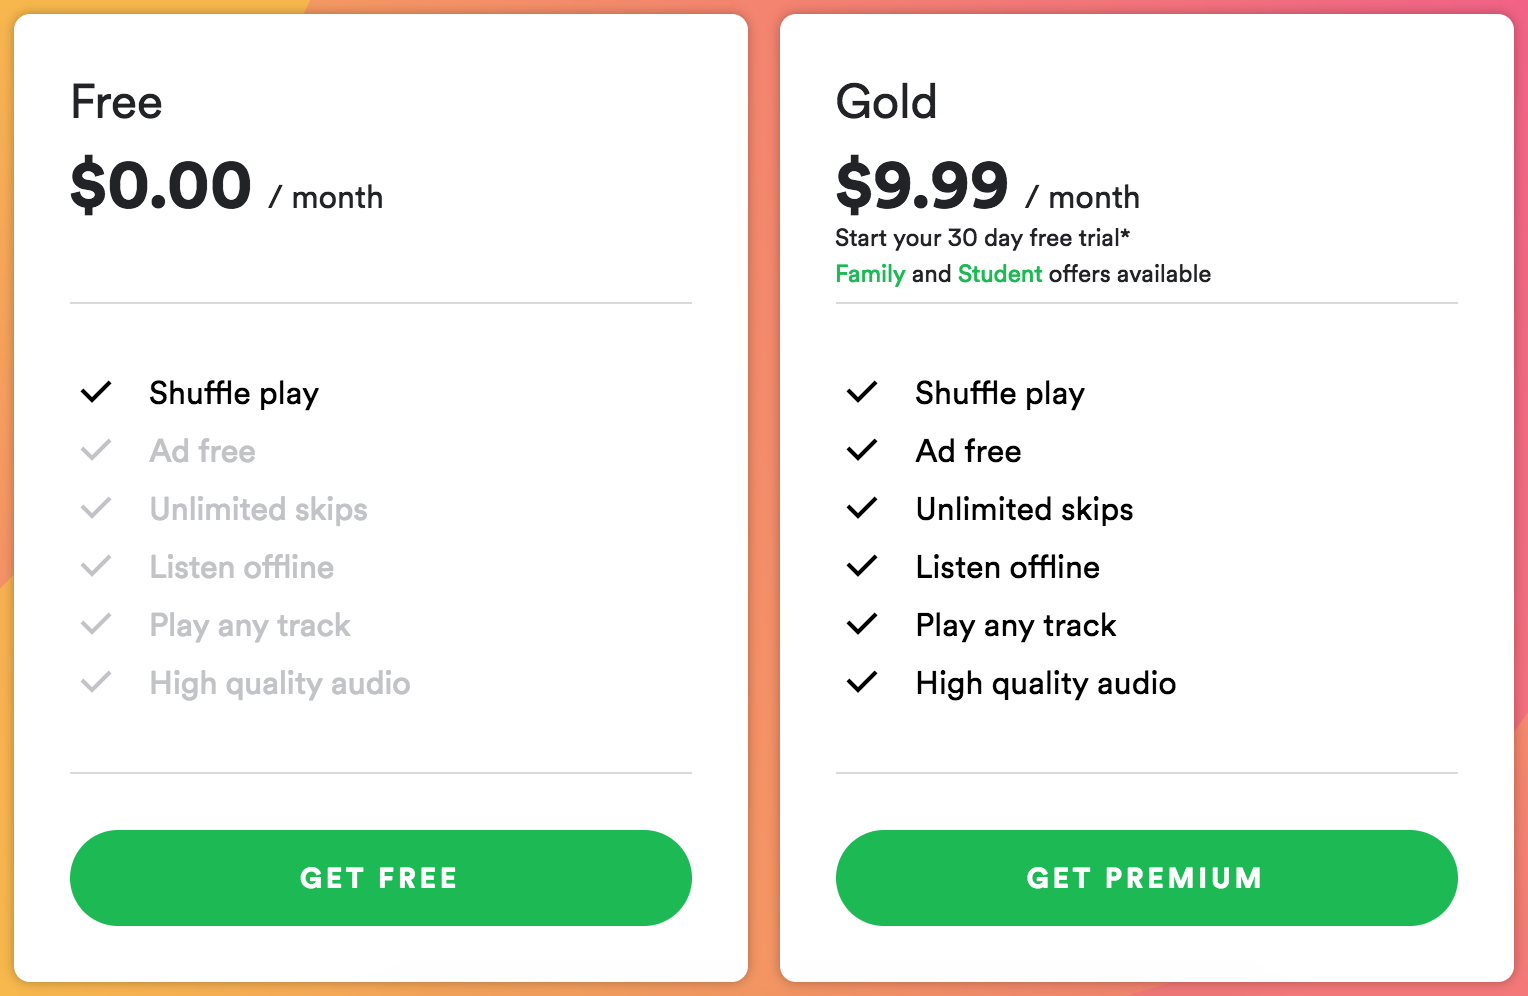 Free
$0.00 / month
Shuffle play
Ad free
Unlimited skips
Listen offline
Play any track
High quality audio
GET FREE
Gold
$9.99 / month
Start your 30 day free trial*
Family and Student offers available
Shuffle play
Ad free
Unlimited skips
Listen offline
Play any track
High quality audio
GET PREMIUM